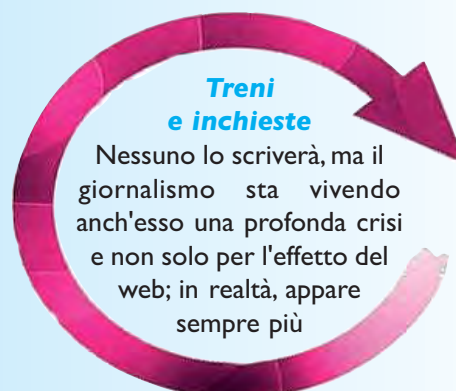 Treni
e inchieste
Nessuno lo scriverà, ma il
giornalismo sta vivendo
anch'esso una profonda crisi
e non solo per l'effetto del
web; in realtà, appare
sempre più